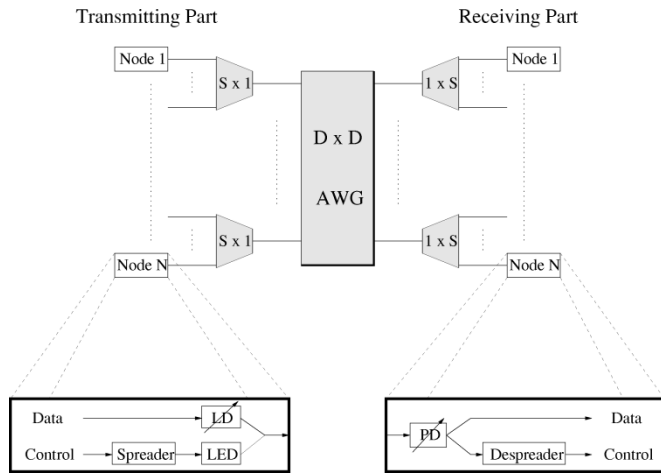 Transmitting Part
Receiving Part
Node 1
S x 1
D x D
AWG
1 x S
Node 1
Node N
S x 1
1 x S
Node N
Data
LD
Control
Spreader
LED
PD
Data
Despreader
Control